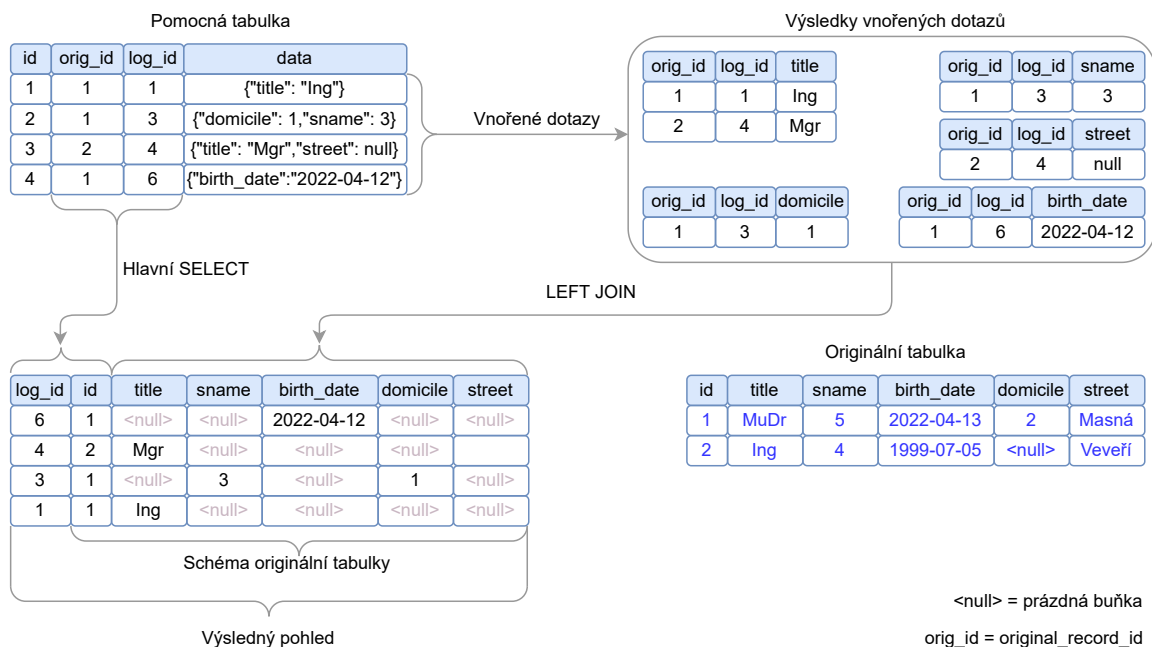 Pomocná tabulka
id orig_id log_id data
1 1 1 {"title": "Ing"}
2 1 3 {"domicile": 1,"sname": 3}
3 2 4 {"title": "Mgr","street": null}
4 1 6 {"birth_date":"2022-04-12"}
Vnořené dotazy
Výsledky vnořených dotazů
orig_id log_id title
1 1 Ing
2 4 Mgr
orig_id log_id sname
1 3 3
orig_id log_id street
2 4 null
orig_id log_id domicile
1 3 1
orig_id log_id birth_date
1 6 2022-04-12
Hlavní SELECT
LEFT JOIN
log_id id title sname birth_date domicile street
6 1 <null> <null> 2022-04-12 <null> <null>
4 2 Mgr <null> <null> <null>
3 1 <null> 3 <null> 1 <null>
1 1 Ing <null> <null> <null> <null>
Schéma originální tabulky
Výsledný pohled
Originální tabulka
id title sname birth_date domicile street
1 MuDr 5 2022-04-13 2 Masná
2 Ing 4 1999-07-05 <null> Veveří
<null> = prázdná buňka
orig_id = original_record_id